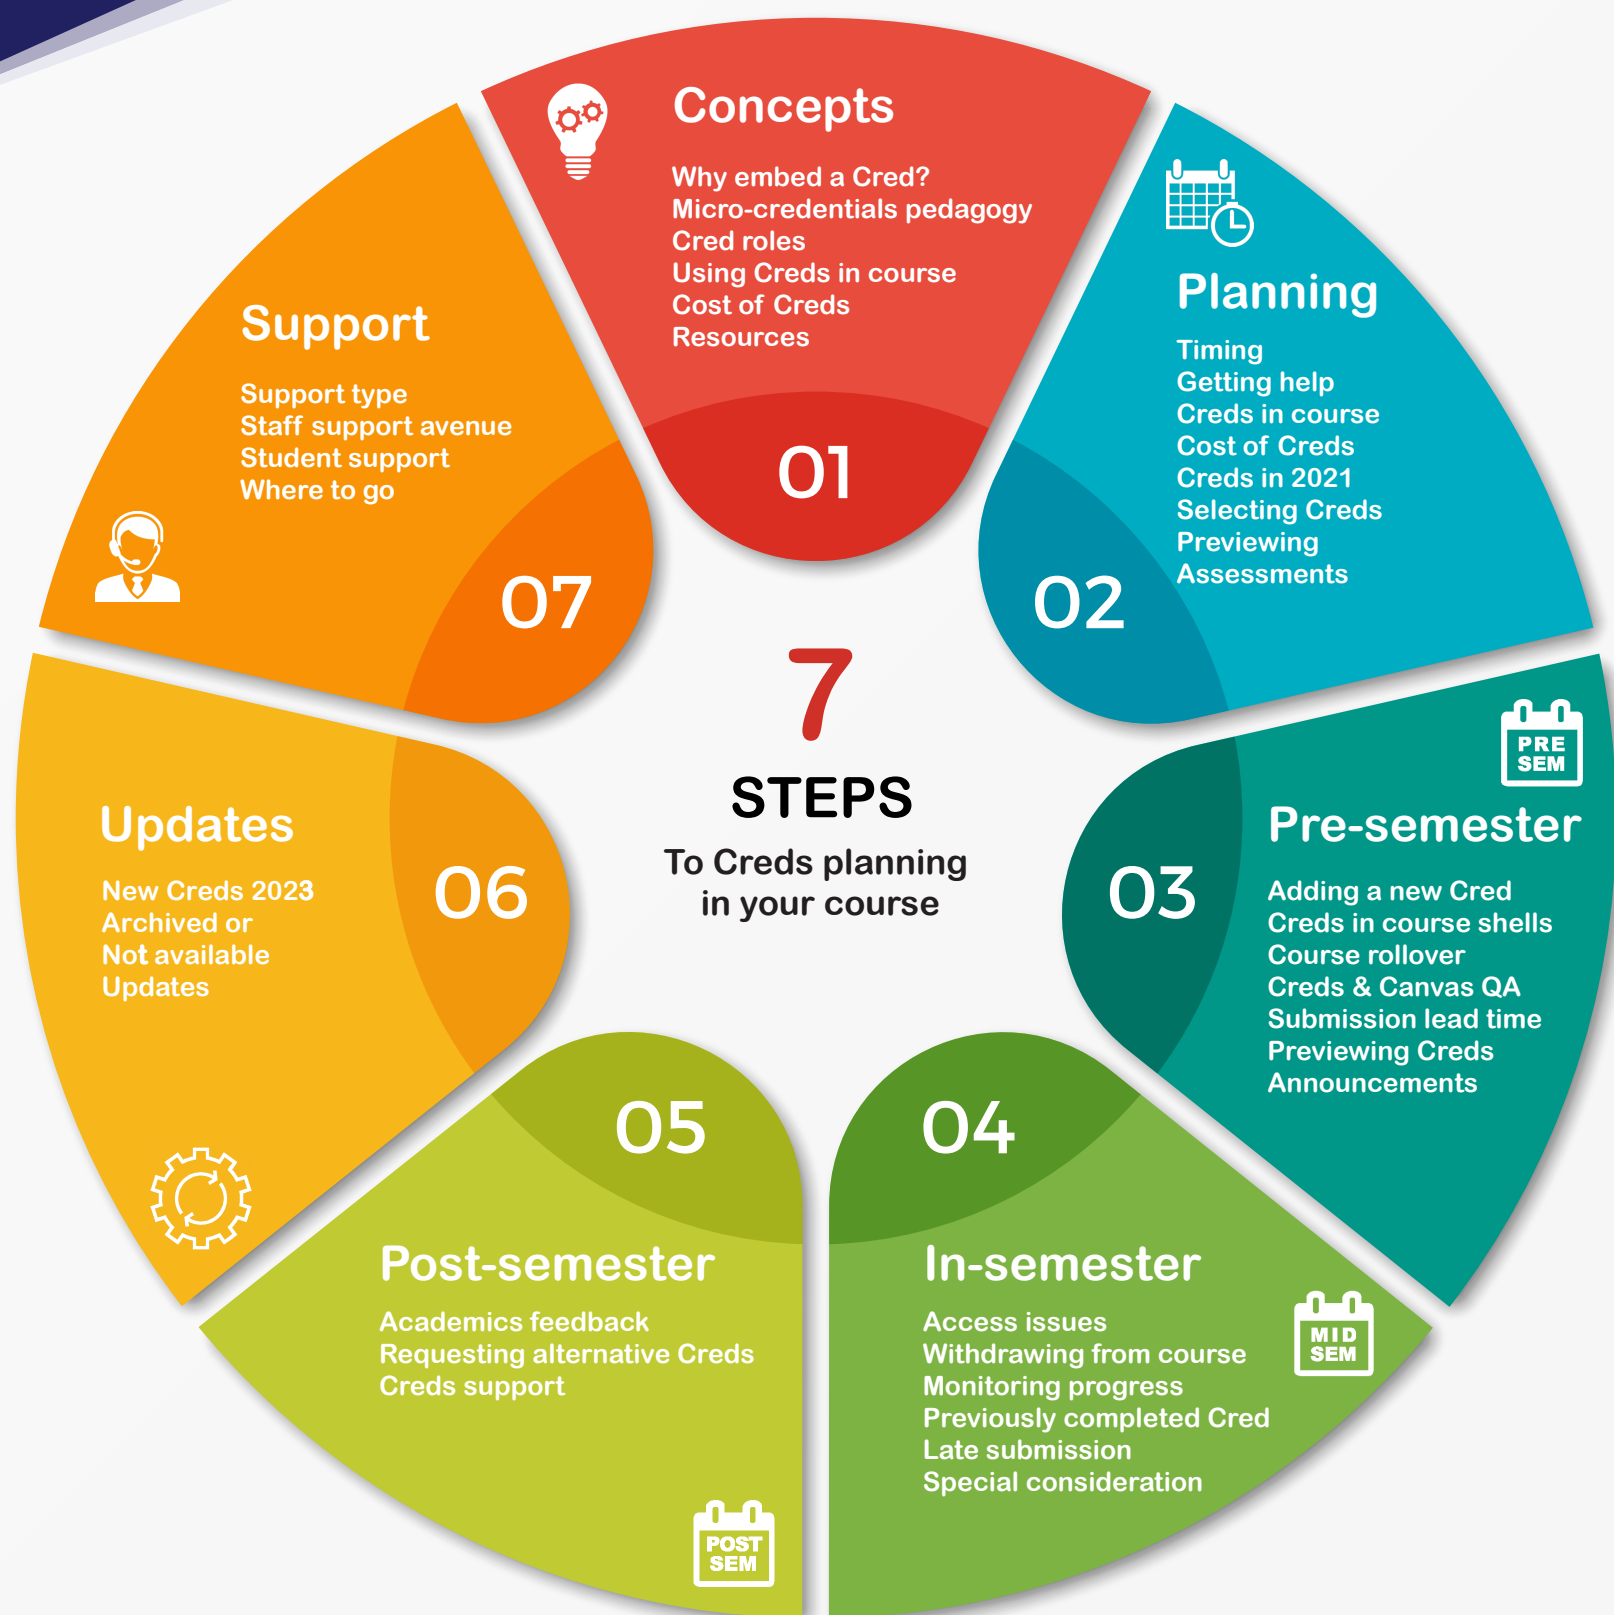 Concepts
Why embed a Cred?
Micro-credentials pedagogy
Cred roles
Using Creds in course
Cost of Creds
Resources
01
Planning
Timing
Getting help
Creds in course
Cost of Creds
Creds in 2021
Selecting Creds
Previewing
Assessments
02
PRE
SEM
Pre-semester
Adding a new Cred
Creds in course shells
Course rollover
Creds & Canvas QA
Submission lead time
Previewing Creds
Announcements
03
04
In-semester
Access issues
Withdrawing from course
Monitoring progress
Previously completed Cred
Late submission
Special consideration
MID
SEM
05
Post-semester
Academics feedback
Requesting alternative Creds
Creds support
POST
SEM
06
Updates
New Creds 2023
Archived or
Not available
Updates
07
Support
Support type
Staff support avenue
Student support
Where to go
7
STEPS
To Creds planning
in your course